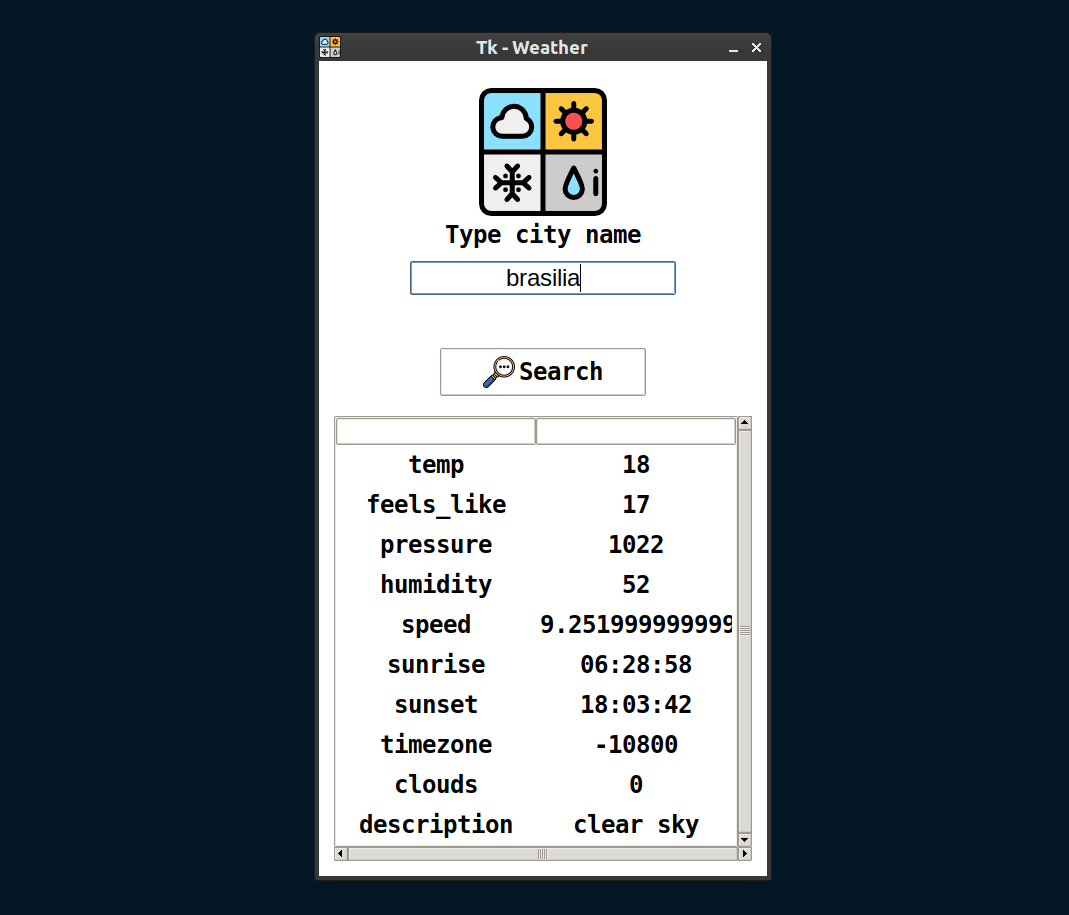 Tk - Weather
Type city name
brasilia
Search
temp 18
feels_like 17
pressure 1022
humidity 52
speed 9.251999999999
sunrise 06:28:58
sunset 18:03:42
timezone -10800
clouds 0
description clear sky